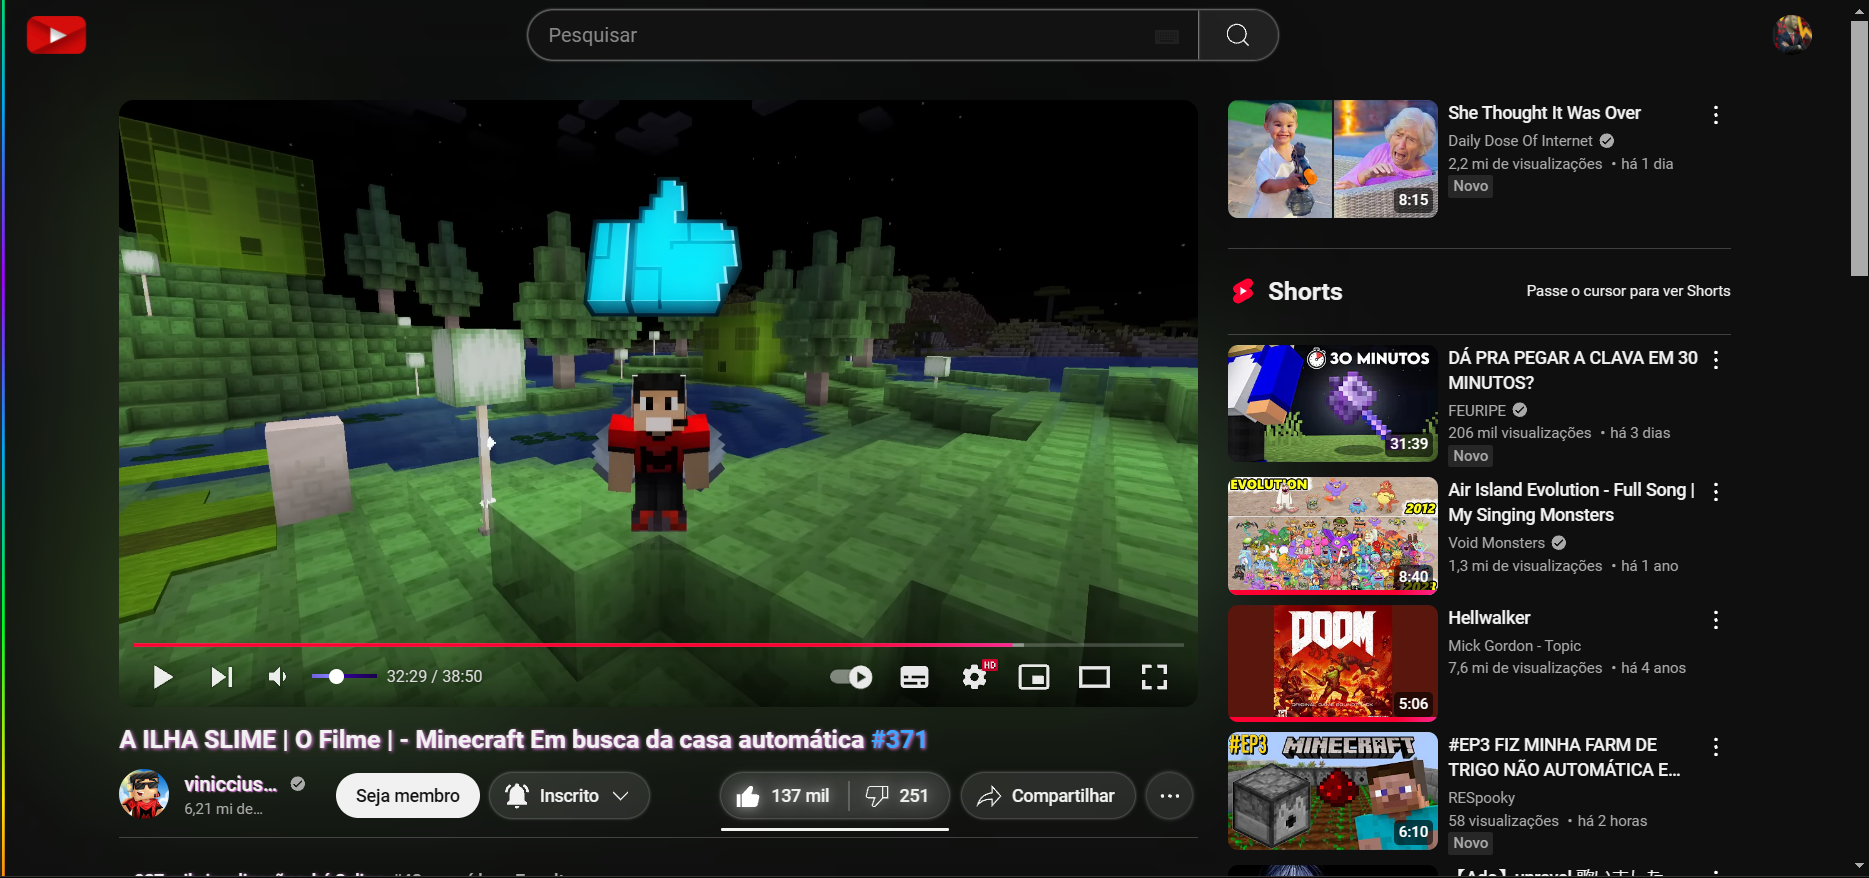 Pesquisar
32:29 / 38:50
HD
A ILHA SLIME | O Filme | - Minecraft Em busca da casa automática #371
viniccius...
6,21 mi de...
Seja membro
Inscrito
137 mil
251
Compartilhar
8:15
She Thought It Was Over
Daily Dose Of Internet
2,2 mi de visualizações • há 1 dia
Novo
Shorts
Passe o cursor para ver Shorts
30 MINUTOS
31:39
DÁ PRA PEGAR A CLAVA EM 30
MINUTOS?
FEURIPE
206 mil visualizações • há 3 dias
Novo
EVOLUTION
2012
8:40
2023
Air Island Evolution - Full Song |
My Singing Monsters
Void Monsters
1,3 mi de visualizações • há 1 ano
DOOM
ORIGINAL GAME SOUNDTRACK
5:06
Hellwalker
Mick Gordon - Topic
7,6 mi de visualizações • há 4 anos
#EP3 MINECRAFT
6:10
#EP3 FIZ MINHA FARM DE
TRIGO NÃO AUTOMÁTICA E...
RESpooky
58 visualizações • há 2 horas
Novo